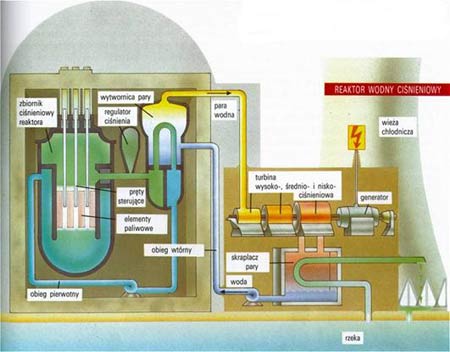 REAKTOR WODNY CIŚNIENIOWY
zbiornik
ciśnieniowy
reaktora
wytwornica pary
regulator
ciśnienia
para
wodna
wieża
chłodnicza
turbina
wysoko-, średnio- i nisko-
ciśnieniowa
generator
pręty
sterujące
elementy
paliwowe
obieg wtórny
skraplacz
pary
woda
obieg pierwotny
rzeka